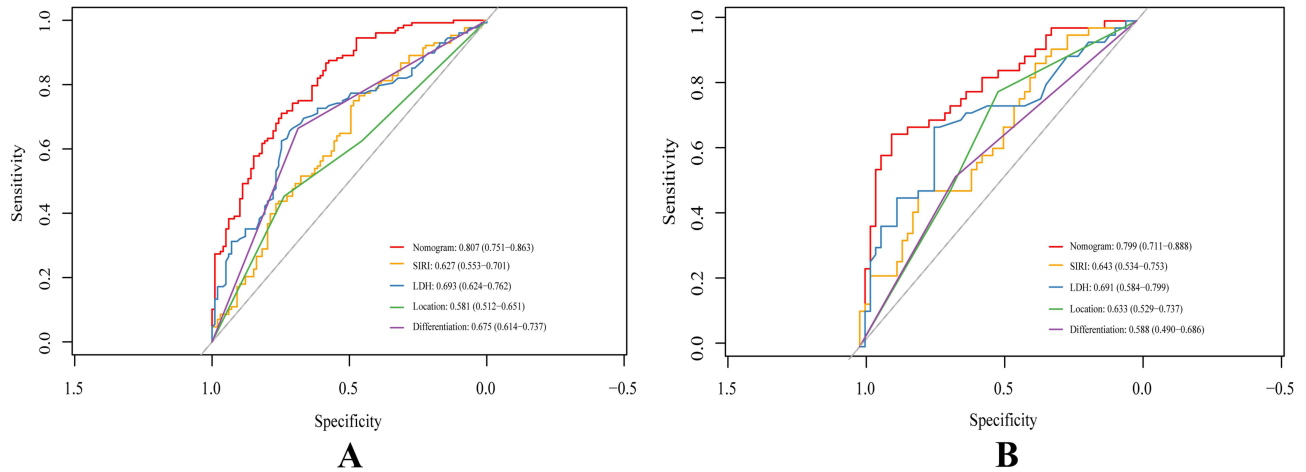 1.0
0.8
0.6
0.4
0.2
0.0
Sensitivity
Nomogram: 0.807 (0.751−0.863)
SIRI: 0.627 (0.553−0.701)
LDH: 0.693 (0.624−0.762)
Location: 0.581 (0.512−0.651)
Differentiation: 0.675 (0.614−0.737)
1.5 1.0 0.5 0.0 −0.5
Specificity
A
1.0
0.8
0.6
0.4
0.2
0.0
Sensitivity
Nomogram: 0.799 (0.711−0.888)
SIRI: 0.643 (0.534−0.753)
LDH: 0.691 (0.584−0.799)
Location: 0.633 (0.529−0.737)
Differentiation: 0.588 (0.490−0.686)
1.5 1.0 0.5 0.0 −0.5
Specificity
B